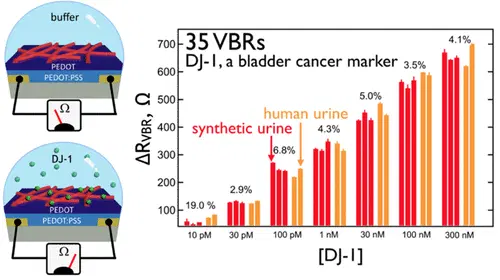 buffer
PEDOT
PEDOT:PSS
Ω
DJ-1
PEDOT
PEDOT:PSS
Ω
35 VBRs
DJ-1, a bladder cancer marker
synthetic urine
human urine
ΔR_VBR, Ω
700
600
500
400
300
200
100
19.0 %
2.9%
6.8%
4.3%
5.0%
3.5%
4.1%
10 pM 30 pM 100 pM 1 nM 30 nM 100 nM 300 nM
[DJ-1]